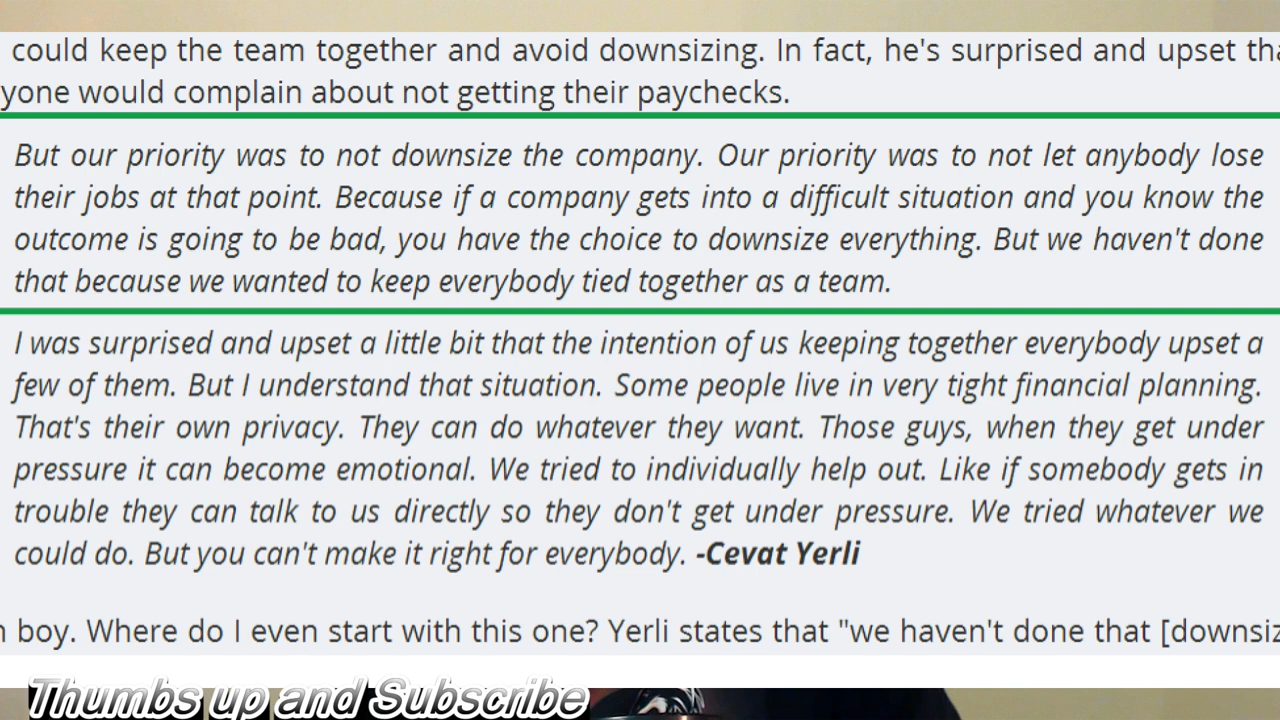 could keep the team together and avoid downsizing. In fact, he's surprised and upset
yone would complain about not getting their paychecks.
But our priority was to not downsize the company. Our priority was to not let anybody lose
their jobs at that point. Because if a company gets into a difficult situation and you know the
outcome is going to be bad, you have the choice to downsize everything. But we haven't done
that because we wanted to keep everybody tied together as a team.
I was surprised and upset a little bit that the intention of us keeping together everybody upset a
few of them. But I understand that situation. Some people live in very tight financial planning.
That's their own privacy. They can do whatever they want. Those guys, when they get under
pressure it can become emotional. We tried to individually help out. Like if somebody gets in
trouble they can talk to us directly so they don't get under pressure. We tried whatever we
could do. But you can't make it right for everybody. -Cevat Yerli
boy. Where do I even start with this one? Yerli states that "we haven't done that [downsiz
Thumbs up and Subscribe